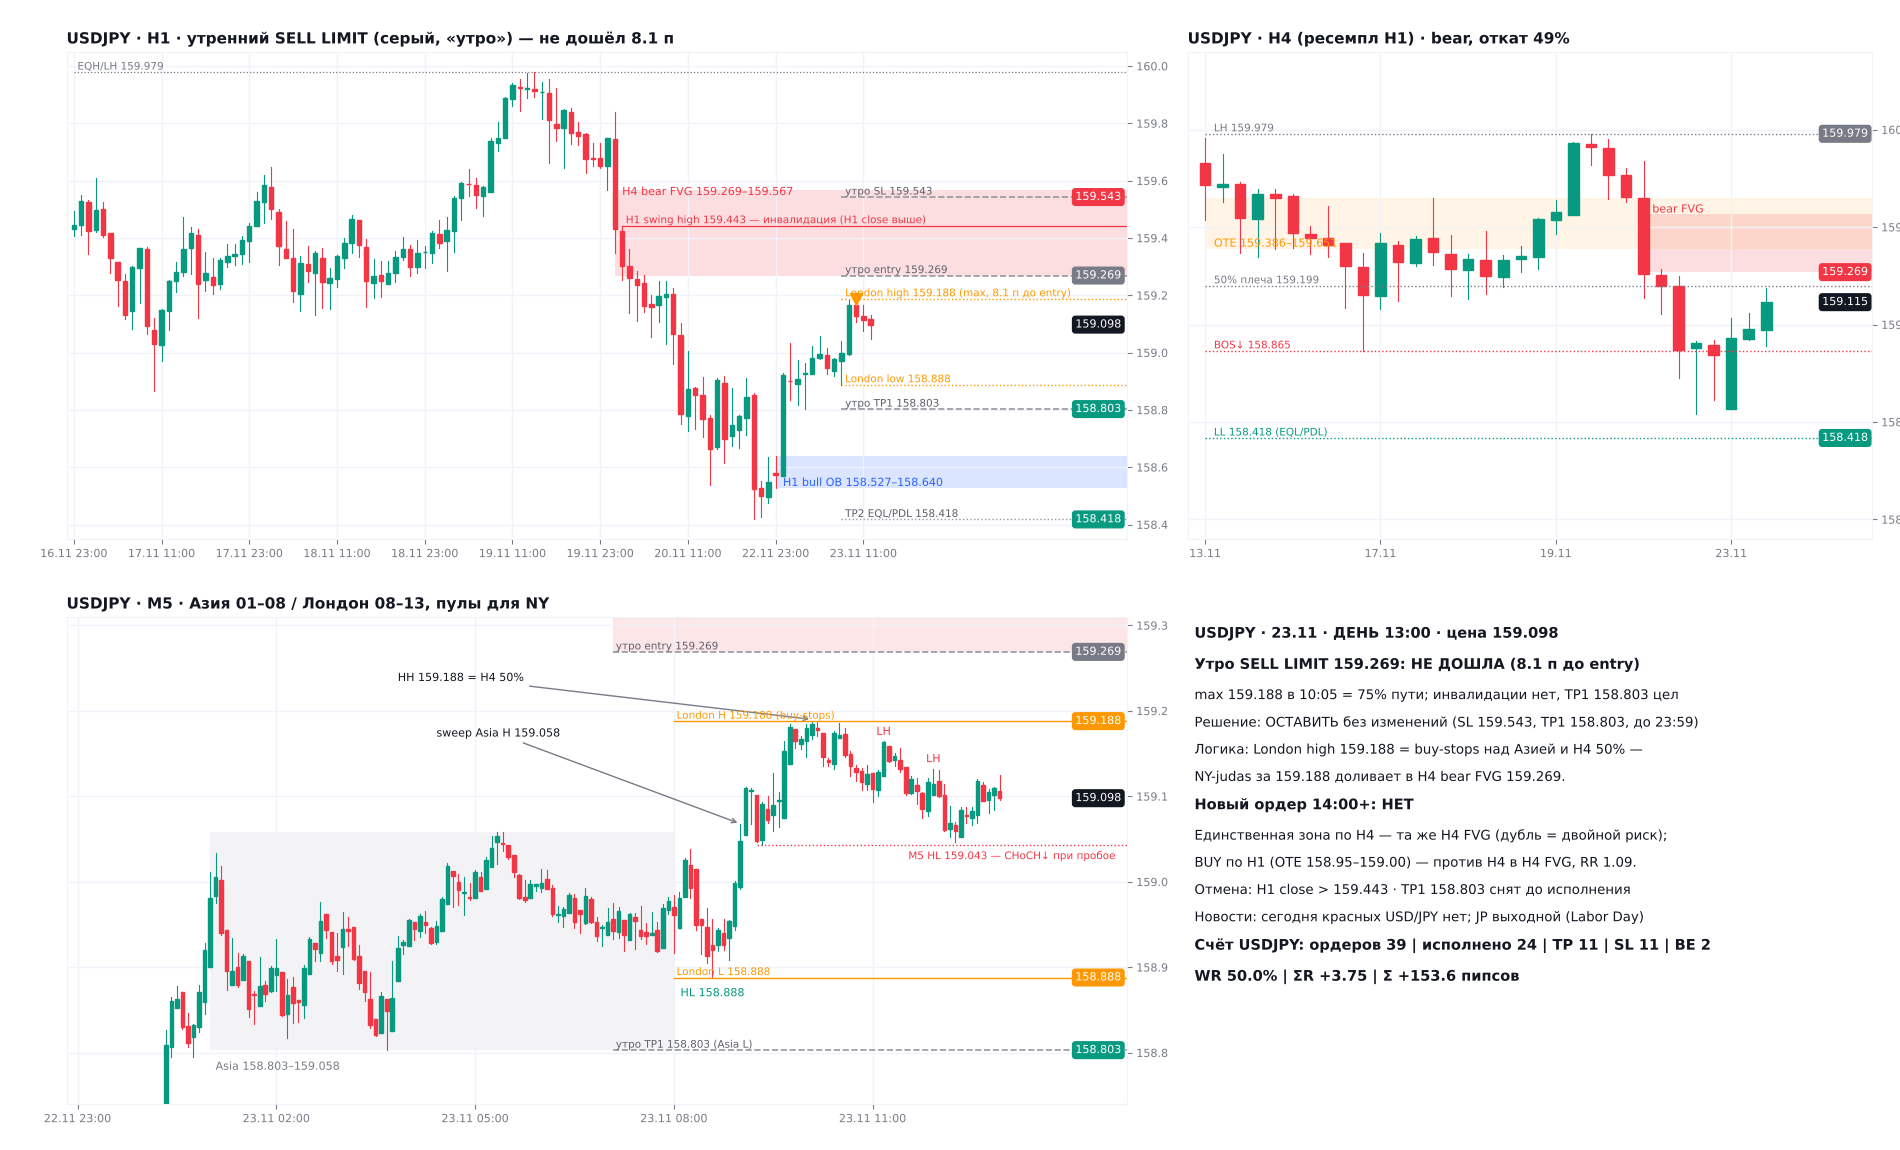 USDJPY · H1 · утренний SELL LIMIT (серый, «утро») — не дошёл 8.1 п
EQH/LH 159.979
H4 bear FVG 159.269–159.567
утро SL 159.543
159.543
H1 swing high 159.443 — инвалидация (H1 close выше)
утро entry 159.269
159.269
London high 159.188 (max, 8.1 п до entry)
159.098
London low 158.888
утро TP1 158.803
158.803
H1 bull OB 158.527–158.640
TP2 EQL/PDL 158.418
158.418
160.0
159.8
159.6
159.4
159.2
159.0
158.8
158.6
158.4
16.11 23:00
17.11 11:00
17.11 23:00
18.11 11:00
18.11 23:00
19.11 11:00
19.11 23:00
20.11 11:00
22.11 23:00
23.11 11:00
USDJPY · H4 (ресемпл H1) · bear, откат 49%
LH 159.979
159.979
bear FVG
OTE 159.386–159.651
159.269
50% плеча 159.199
159.115
BOS↓ 158.865
LL 158.418 (EQL/PDL)
158.418
160
159
159
158
158
13.11
17.11
19.11
23.11
USDJPY · M5 · Азия 01–08 / Лондон 08–13, пулы для NY
утро entry 159.269
159.269
HH 159.188 = H4 50%
London H 159.188 (buy-stops)
159.188
sweep Asia H 159.058
LH
LH
159.098
M5 HL 159.043 — CHoCH↓ при пробое
London L 158.888
158.888
HL 158.888
утро TP1 158.803 (Asia L)
158.803
Asia 158.803–159.058
159.3
159.2
159.1
159.0
158.9
158.8
22.11 23:00
23.11 02:00
23.11 05:00
23.11 08:00
23.11 11:00
USDJPY · 23.11 · ДЕНЬ 13:00 · цена 159.098
Утро SELL LIMIT 159.269: НЕ ДОШЛА (8.1 п до entry)
max 159.188 в 10:05 = 75% пути; инвалидации нет, TP1 158.803 цел
Решение: ОСТАВИТЬ без изменений (SL 159.543, TP1 158.803, до 23:59)
Логика: London high 159.188 = buy-stops над Азией и H4 50% —
NY-judas за 159.188 доливает в H4 bear FVG 159.269.
Новый ордер 14:00+: НЕТ
Единственная зона по H4 — та же H4 FVG (дубль = двойной риск);
BUY по H1 (OTE 158.95–159.00) — против H4 в H4 FVG, RR 1.09.
Отмена: H1 close > 159.443 · TP1 158.803 снят до исполнения
Новости: сегодня красных USD/JPY нет; JP выходной (Labor Day)
Счёт USDJPY: ордеров 39 | исполнено 24 | TP 11 | SL 11 | BE 2
WR 50.0% | ΣR +3.75 | Σ +153.6 пипсов